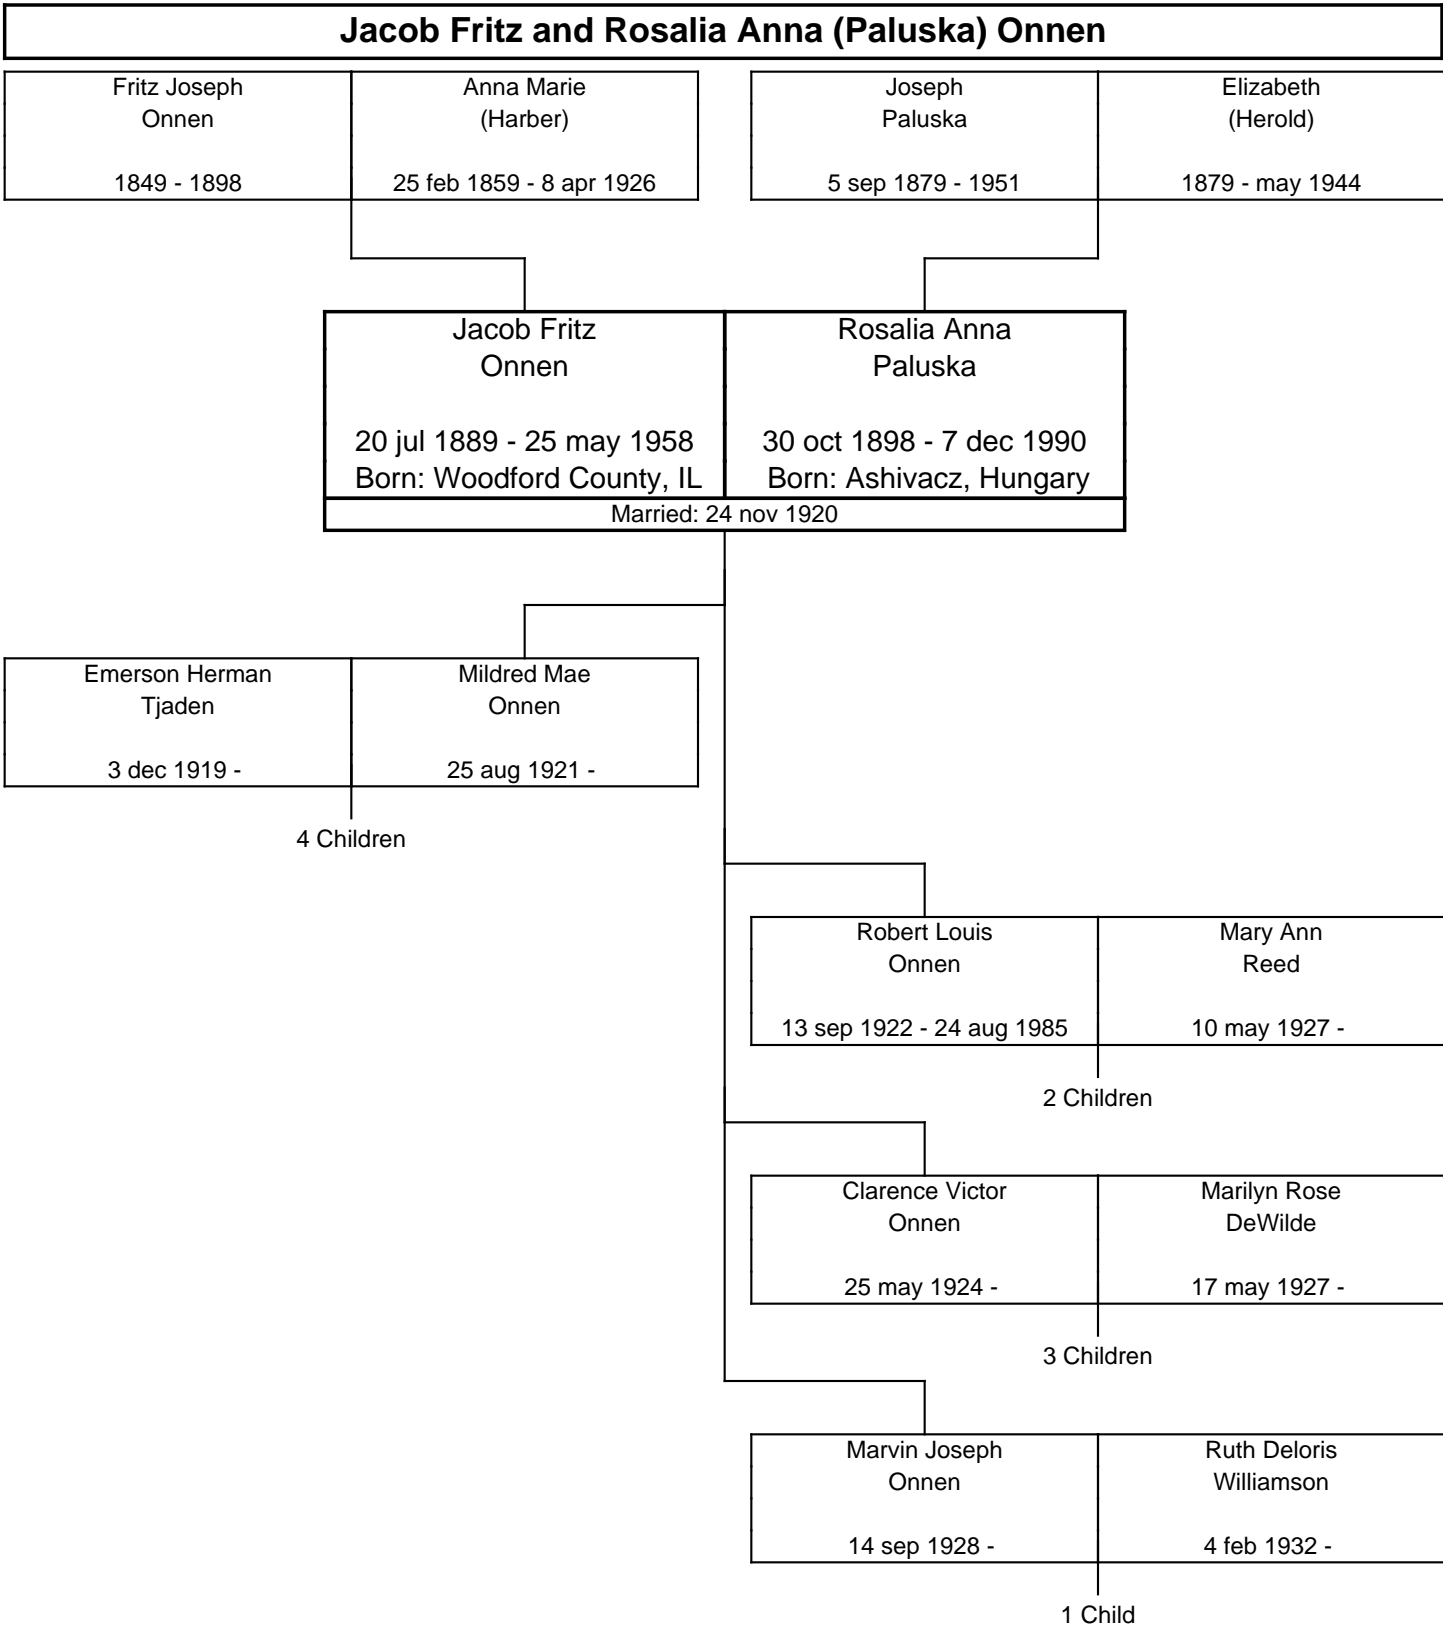 Jacob Fritz and Rosalia Anna (Paluska) Onnen
Fritz Joseph
Onnen
1849 - 1898
Anna Marie
(Harber)
25 feb 1859 - 8 apr 1926
Joseph
Paluska
5 sep 1879 - 1951
Elizabeth
(Herold)
1879 - may 1944
Jacob Fritz
Onnen
20 jul 1889 - 25 may 1958
Born: Woodford County, IL
Rosalia Anna
Paluska
30 oct 1898 - 7 dec 1990
Born: Ashivacz, Hungary
Married: 24 nov 1920
Emerson Herman
Tjaden
3 dec 1919 -
Mildred Mae
Onnen
25 aug 1921 -
4 Children
Robert Louis
Onnen
13 sep 1922 - 24 aug 1985
Mary Ann
Reed
10 may 1927 -
2 Children
Clarence Victor
Onnen
25 may 1924 -
Marilyn Rose
DeWilde
17 may 1927 -
3 Children
Marvin Joseph
Onnen
14 sep 1928 -
Ruth Deloris
Williamson
4 feb 1932 -
1 Child